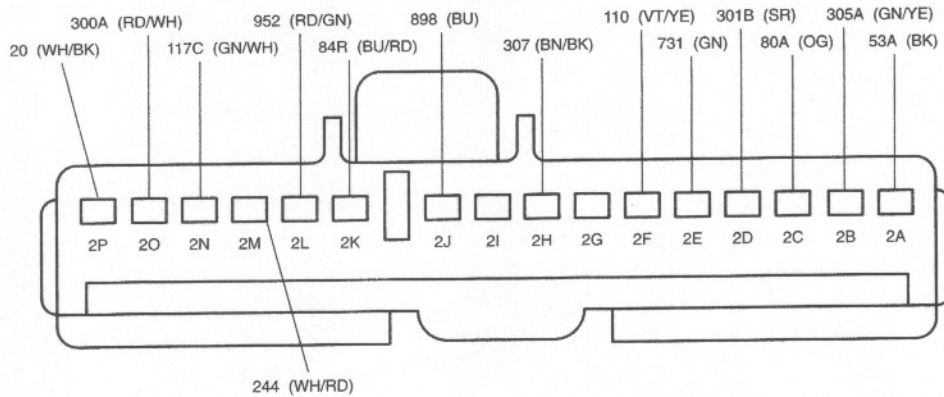 300A (RD/WH) 952 (RD/GN) 898 (BU) 110 (VT/YE) 301B (SR) 305A (GN/YE)
20 (WH/BK) 117C (GN/WH) 84R (BU/RD) 307 (BN/BK) 731 (GN) 80A (OG) 53A (BK)
2P 2O 2N 2M 2L 2K 2J 2I 2H 2G 2F 2E 2D 2C 2B 2A
244 (WH/RD)